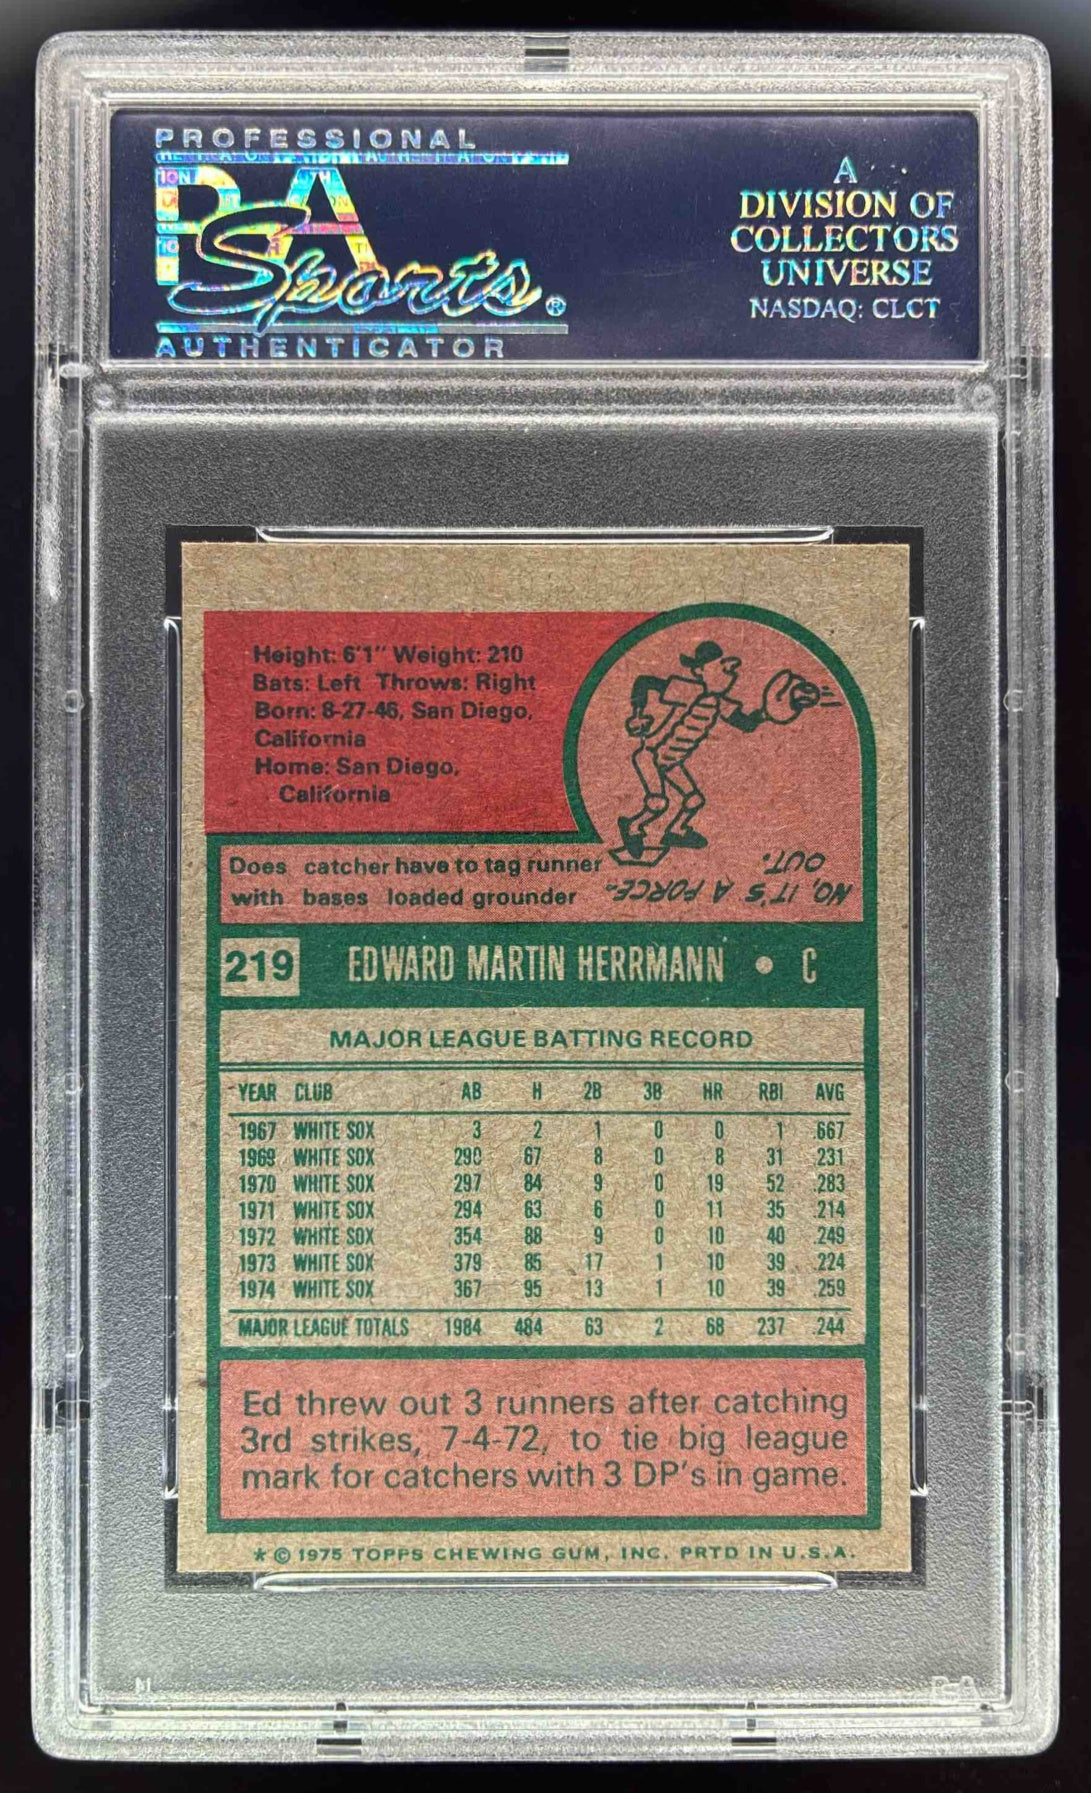 PROFESSIONAL
PSA
Sports®
AUTHENTICATOR
A
DIVISION OF
COLLECTORS
UNIVERSE
NASDAQ: CLCT
Height: 6'1" Weight: 210
Bats: Left Throws: Right
Born: 8-27-46, San Diego,
California
Home: San Diego,
California
Does catcher have to tag runner
with bases loaded grounder
NO, IT'S A FORCE
OUT.
219 EDWARD MARTIN HERRMANN • C
MAJOR LEAGUE BATTING RECORD
YEAR CLUB AB H 2B 3B HR RBI AVG
1967 WHITE SOX 3 2 1 0 0 1 .667
1969 WHITE SOX 290 67 8 0 8 31 .231
1970 WHITE SOX 297 84 9 0 19 52 .283
1971 WHITE SOX 294 63 6 0 11 35 .214
1972 WHITE SOX 354 88 9 0 10 40 .249
1973 WHITE SOX 379 85 17 1 10 39 .224
1974 WHITE SOX 367 95 13 1 10 39 .259
MAJOR LEAGUE TOTALS 1984 484 63 2 68 237 .244
Ed threw out 3 runners after catching
3rd strikes, 7-4-72, to tie big league
mark for catchers with 3 DP's in game.
* © 1975 TOPPS CHEWING GUM, INC. PRTD IN U.S.A.